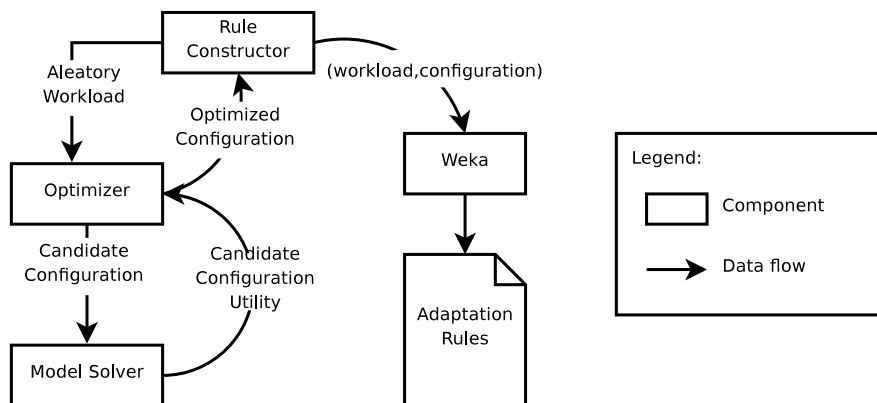 Rule
Constructor
Aleatory
Workload
(workload,configuration)
Optimized
Configuration
Optimizer
Weka
Candidate
Configuration
Candidate
Configuration
Utility
Model Solver
Adaptation
Rules
Legend:
Component
Data flow